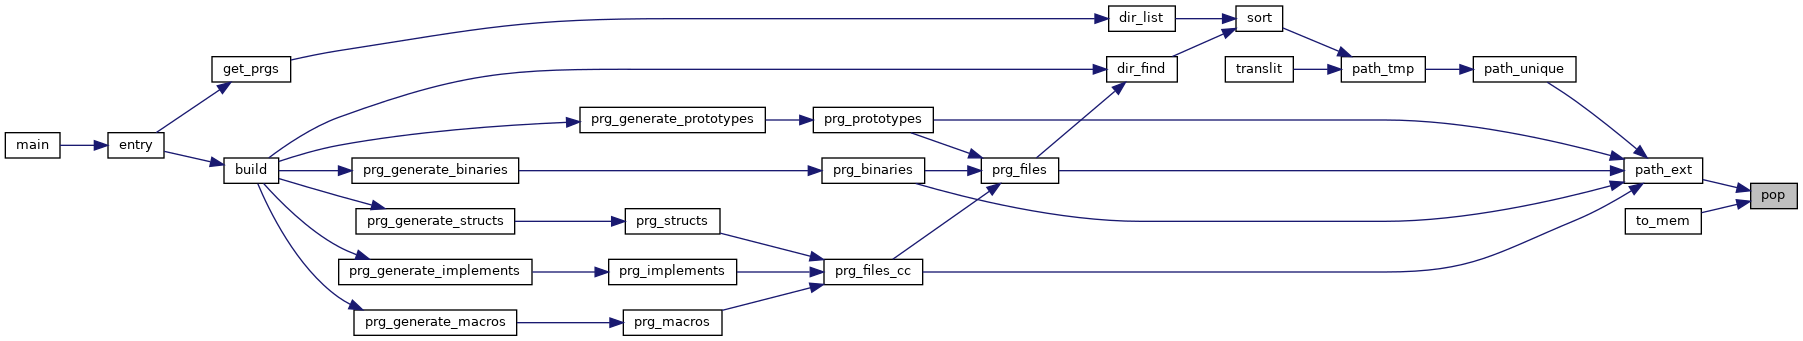 dir_list
sort
get_prgs
dir_find
translit
path_tmp
path_unique
prg_generate_prototypes
prg_prototypes
main
entry
build
prg_generate_binaries
prg_binaries
prg_files
path_ext
pop
prg_generate_structs
prg_structs
to_mem
prg_generate_implements
prg_implements
prg_files_cc
prg_generate_macros
prg_macros